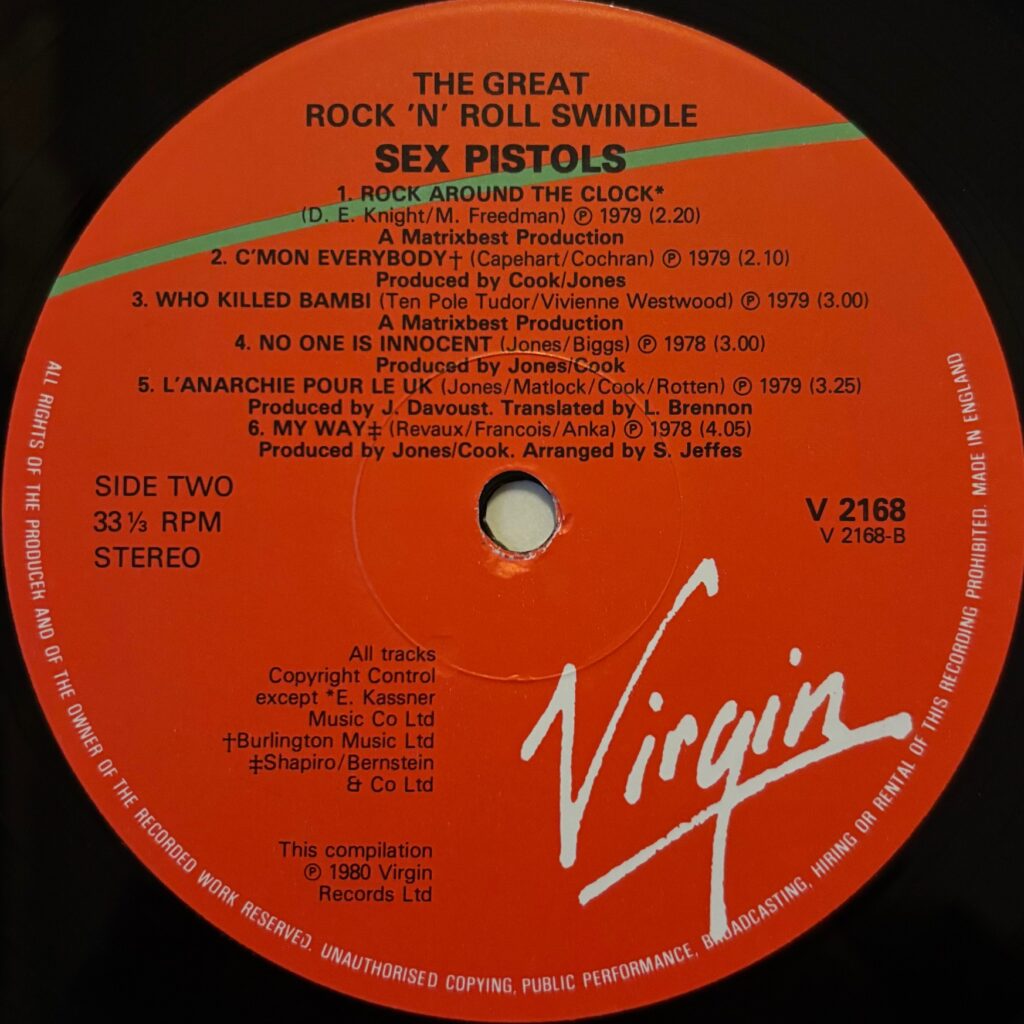 THE GREAT
ROCK 'N' ROLL SWINDLE
SEX PISTOLS
1. ROCK AROUND THE CLOCK*
(D. E. Knight/M. Freedman) ℗ 1979 (2.20)
A Matrixbest Production
2. C'MON EVERYBODY† (Capehart/Cochran) ℗ 1979 (2.10)
Produced by Cook/Jones
3. WHO KILLED BAMBI (Ten Pole Tudor/Vivienne Westwood) ℗ 1979 (3.00)
A Matrixbest Production
4. NO ONE IS INNOCENT (Jones/Biggs) ℗ 1978 (3.00)
Produced by Jones/Cook
5. L'ANARCHIE POUR LE UK (Jones/Matlock/Cook/Rotten) ℗ 1979 (3.25)
Produced by J. Davoust. Translated by L. Brennon
6. MY WAY‡ (Revaux/Francois/Anka) ℗ 1978 (4.05)
Produced by Jones/Cook. Arranged by S. Jeffes
SIDE TWO
33⅓ RPM
STEREO
V 2168
V 2168-B
All tracks
Copyright Control
except *E. Kassner
Music Co Ltd
†Burlington Music Ltd
‡Shapiro/Bernstein
& Co Ltd
This compilation
℗ 1980 Virgin
Records Ltd
Virgin
ALL RIGHTS OF THE PRODUCER AND OF THE OWNER OF THE RECORDED WORK RESERVED. UNAUTHORISED COPYING, PUBLIC PERFORMANCE, BROADCASTING, HIRING OR RENTAL OF THIS RECORDING PROHIBITED. MADE IN ENGLAND